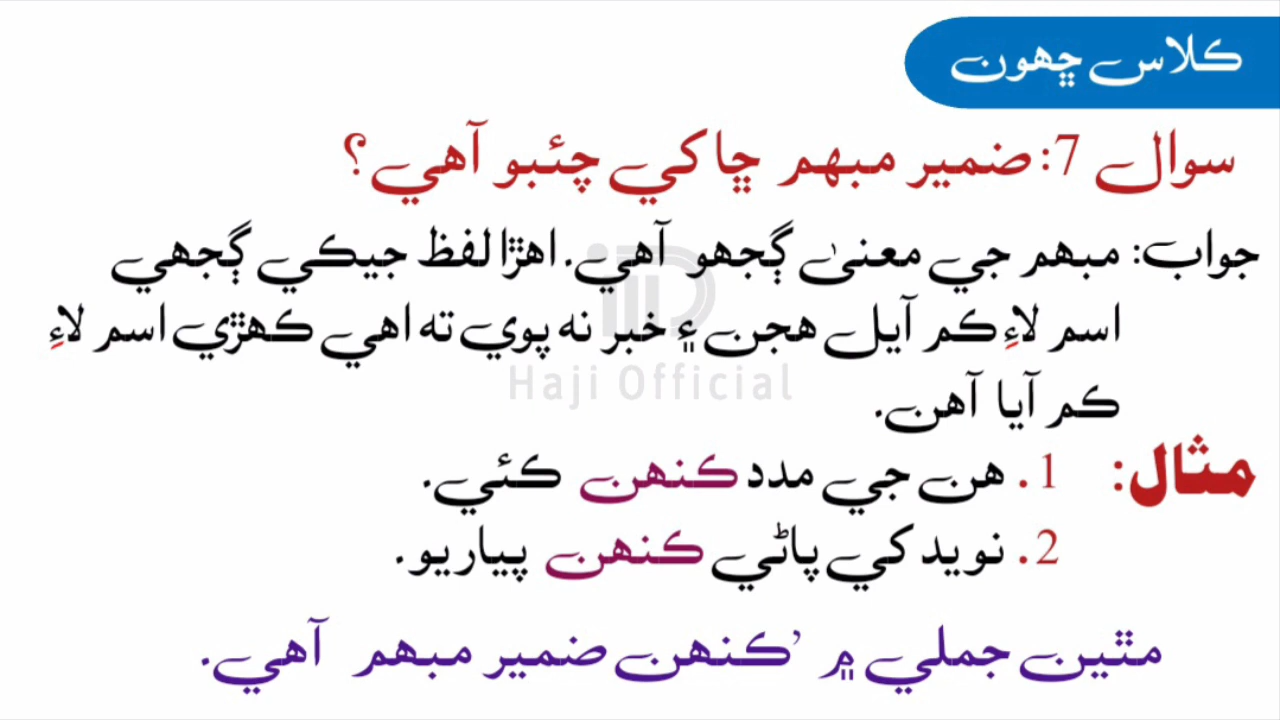 ڪلاس ڇهون
سوال 7: ضمير مبهم ڇاکي چئبو آهي؟
جواب: مبهم جي معنيٰ ڳجهو آهي. اهڙا لفظ جيڪي ڳجهي
اسم لاءِ ڪم آيل هجن ۽ خبر نه پوي ته اهي ڪهڙي اسم لاءِ
ڪم آيا آهن.
Haji Official
مثال: 1. هن جي مدد ڪنهن ڪئي.
2. نويد کي پاڻي ڪنهن پياريو.
مٿين جملي ۾ ’ڪنهن ضمير مبهم آهي.